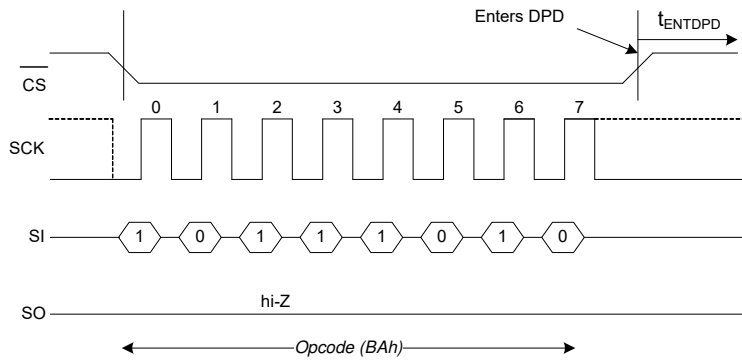 Enters DPD
tENTDPD
CS
0 1 2 3 4 5 6 7
SCK
SI 1 0 1 1 1 0 1 0
hi-Z
SO
Opcode (BAh)